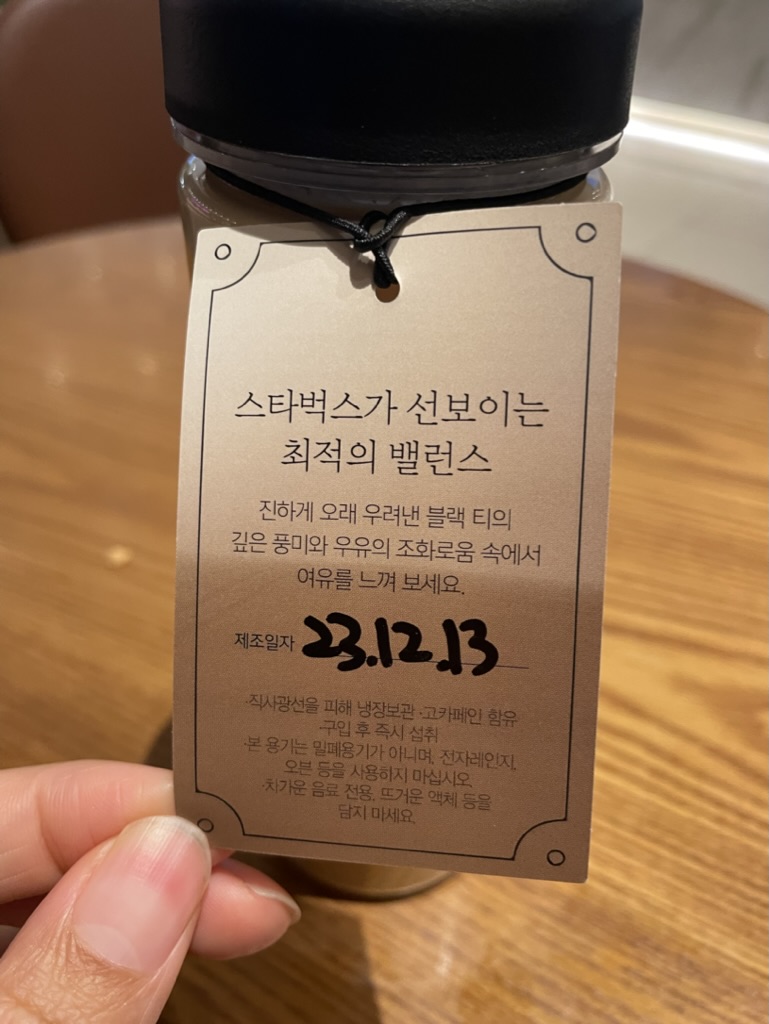 스타벅스가 선보이는
최적의 밸런스
진하게 오래 우려낸 블랙 티의
깊은 풍미와 우유의 조화로움 속에서
여유를 느껴 보세요.
제조일자 23.12.13
·직사광선을 피해 냉장보관 ·고카페인 함유
·구입 후 즉시 섭취
·본 용기는 밀폐용기가 아니며, 전자레인지,
오븐 등을 사용하지 마십시오.
·차가운 음료 전용, 뜨거운 액체 등을
담지 마세요.